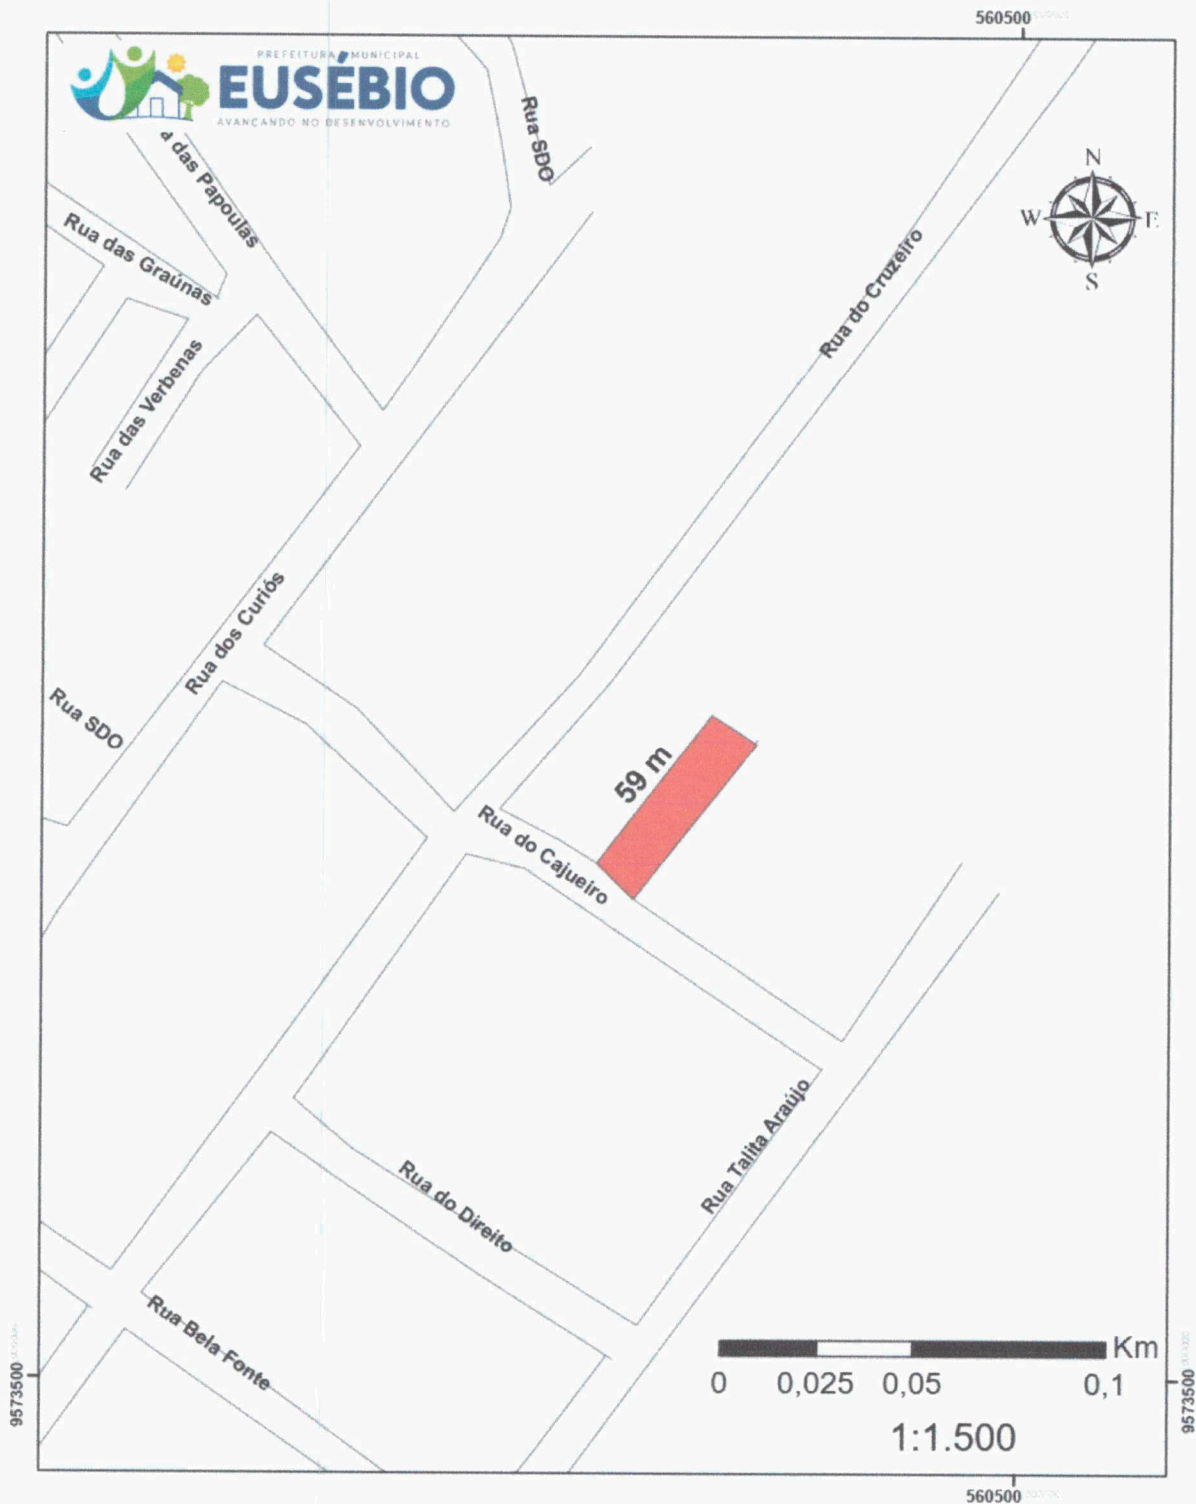 560500
PREFEITURA MUNICIPAL
EUSÉBIO
AVANÇANDO NO DESENVOLVIMENTO
Rua SDO
a das Papoulas
N
W
E
S
Rua das Graúnas
Rua do Cruzeiro
Rua das Verbenas
Rua dos Curiós
Rua SDO
59 m
Rua do Cajueiro
Rua Talita Araújo
Rua do Direito
Rua Bela Fonte
Km
0 0,025 0,05 0,1
1:1.500
9573500
9573500
560500